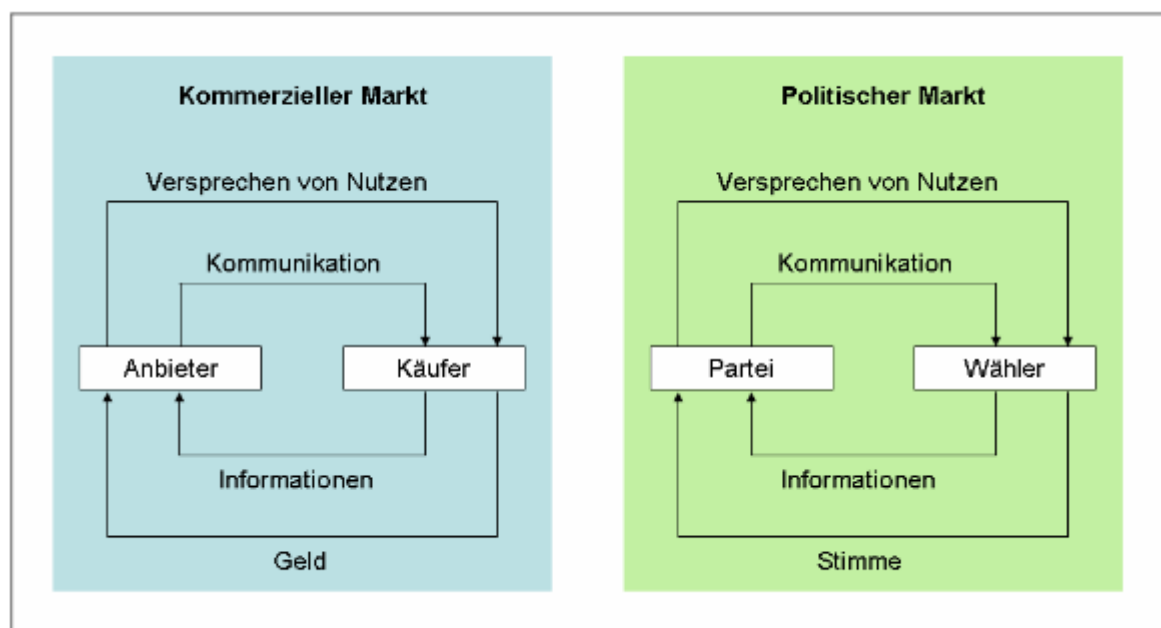 Kommerzieller Markt
Versprechen von Nutzen
Kommunikation
Anbieter
Käufer
Informationen
Geld
Politischer Markt
Versprechen von Nutzen
Kommunikation
Partei
Wähler
Informationen
Stimme